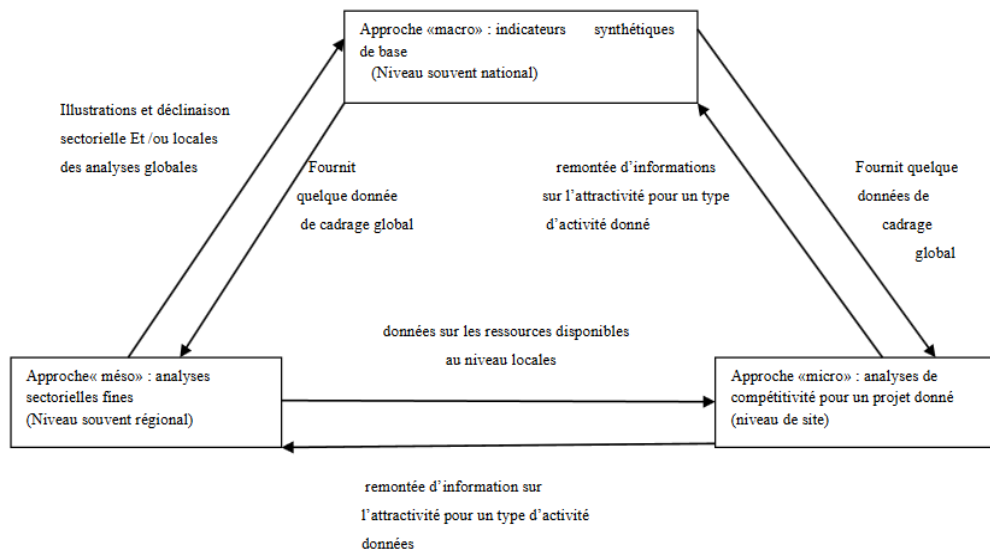 Approche «macro» : indicateurs synthétiques
de base
(Niveau souvent national)
Illustrations et déclinaison
sectorielle Et /ou locales
des analyses globales
Fournit
quelque donnée
de cadrage global
remontée d’informations
sur l’attractivité pour un type
d’activité donné
Fournit quelque
données de
cadrage
global
données sur les ressources disponibles
au niveau locales
Approche« méso» : analyses
sectorielles fines
(Niveau souvent régional)
Approche «micro» : analyses de
compétitivité pour un projet donné
(niveau de site)
remontée d’information sur
l’attractivité pour un type d’activité
données